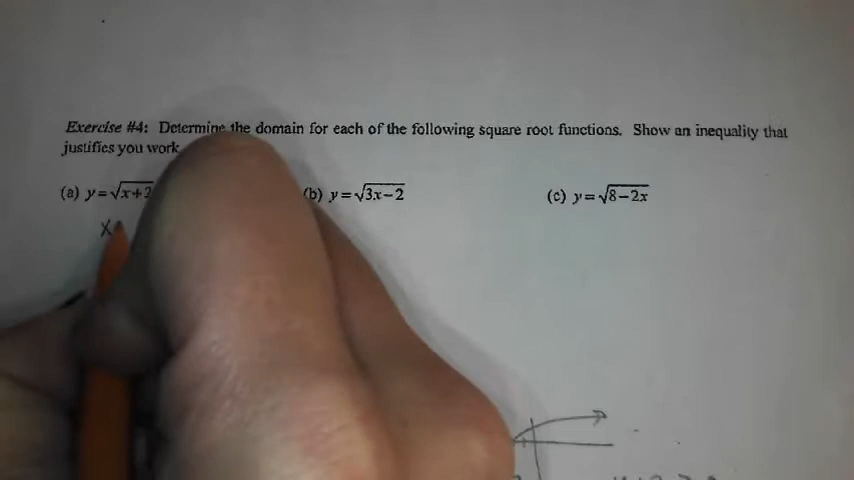 Exercise #4: Determine the domain for each of the following square root functions. Show an inequality that
justifies you work
(a) y=√x+2 (b) y=√3x−2 (c) y=√8−2x
x